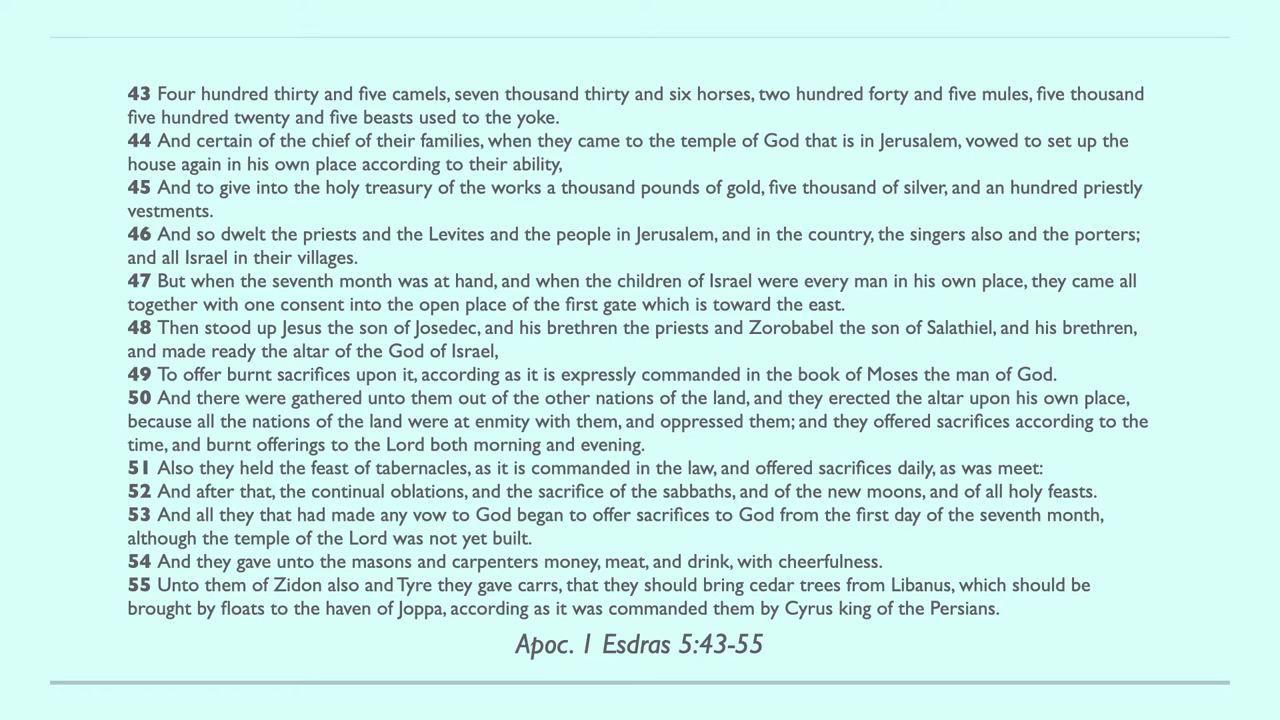 43 Four hundred thirty and five camels, seven thousand thirty and six horses, two hundred forty and five mules, five thousand
five hundred twenty and five beasts used to the yoke.
44 And certain of the chief of their families, when they came to the temple of God that is in Jerusalem, vowed to set up the
house again in his own place according to their ability,
45 And to give into the holy treasury of the works a thousand pounds of gold, five thousand of silver, and an hundred priestly
vestments.
46 And so dwelt the priests and the Levites and the people in Jerusalem, and in the country, the singers also and the porters;
and all Israel in their villages.
47 But when the seventh month was at hand, and when the children of Israel were every man in his own place, they came all
together with one consent into the open place of the first gate which is toward the east.
48 Then stood up Jesus the son of Josedec, and his brethren the priests and Zorobabel the son of Salathiel, and his brethren,
and made ready the altar of the God of Israel,
49 To offer burnt sacrifices upon it, according as it is expressly commanded in the book of Moses the man of God.
50 And there were gathered unto them out of the other nations of the land, and they erected the altar upon his own place,
because all the nations of the land were at enmity with them, and oppressed them; and they offered sacrifices according to the
time, and burnt offerings to the Lord both morning and evening.
51 Also they held the feast of tabernacles, as it is commanded in the law, and offered sacrifices daily, as was meet:
52 And after that, the continual oblations, and the sacrifice of the sabbaths, and of the new moons, and of all holy feasts.
53 And all they that had made any vow to God began to offer sacrifices to God from the first day of the seventh month,
although the temple of the Lord was not yet built.
54 And they gave unto the masons and carpenters money, meat, and drink, with cheerfulness.
55 Unto them of Zidon also and Tyre they gave carrs, that they should bring cedar trees from Libanus, which should be
brought by floats to the haven of Joppa, according as it was commanded them by Cyrus king of the Persians.
Apoc. 1 Esdras 5:43-55